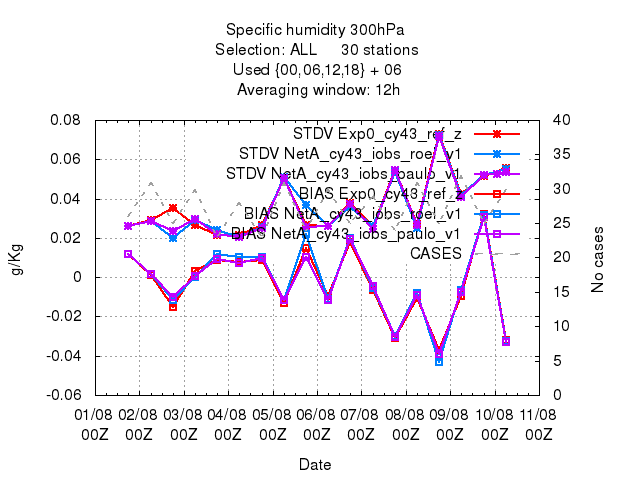 Specific humidity 300hPa
Selection: ALL 30 stations
Used {00,06,12,18} + 06
Averaging window: 12h
0.08
0.06
0.04
0.02
0
-0.02
-0.04
-0.06
g/Kg
40
35
30
25
20
15
10
5
0
No cases
STDV Exp0_cy43_ref_z
STDV NetA_cy43_iobs_roel_v1
STDV NetA_cy43_iobs_paulo_v1
BIAS Exp0_cy43_ref_z
BIAS NetA_cy43_iobs_roel_v1
BIAS NetA_cy43_iobs_paulo_v1
CASES
01/08 02/08 03/08 04/08 05/08 06/08 07/08 08/08 09/08 10/08 11/08
00Z 00Z 00Z 00Z 00Z 00Z 00Z 00Z 00Z 00Z 00Z
Date